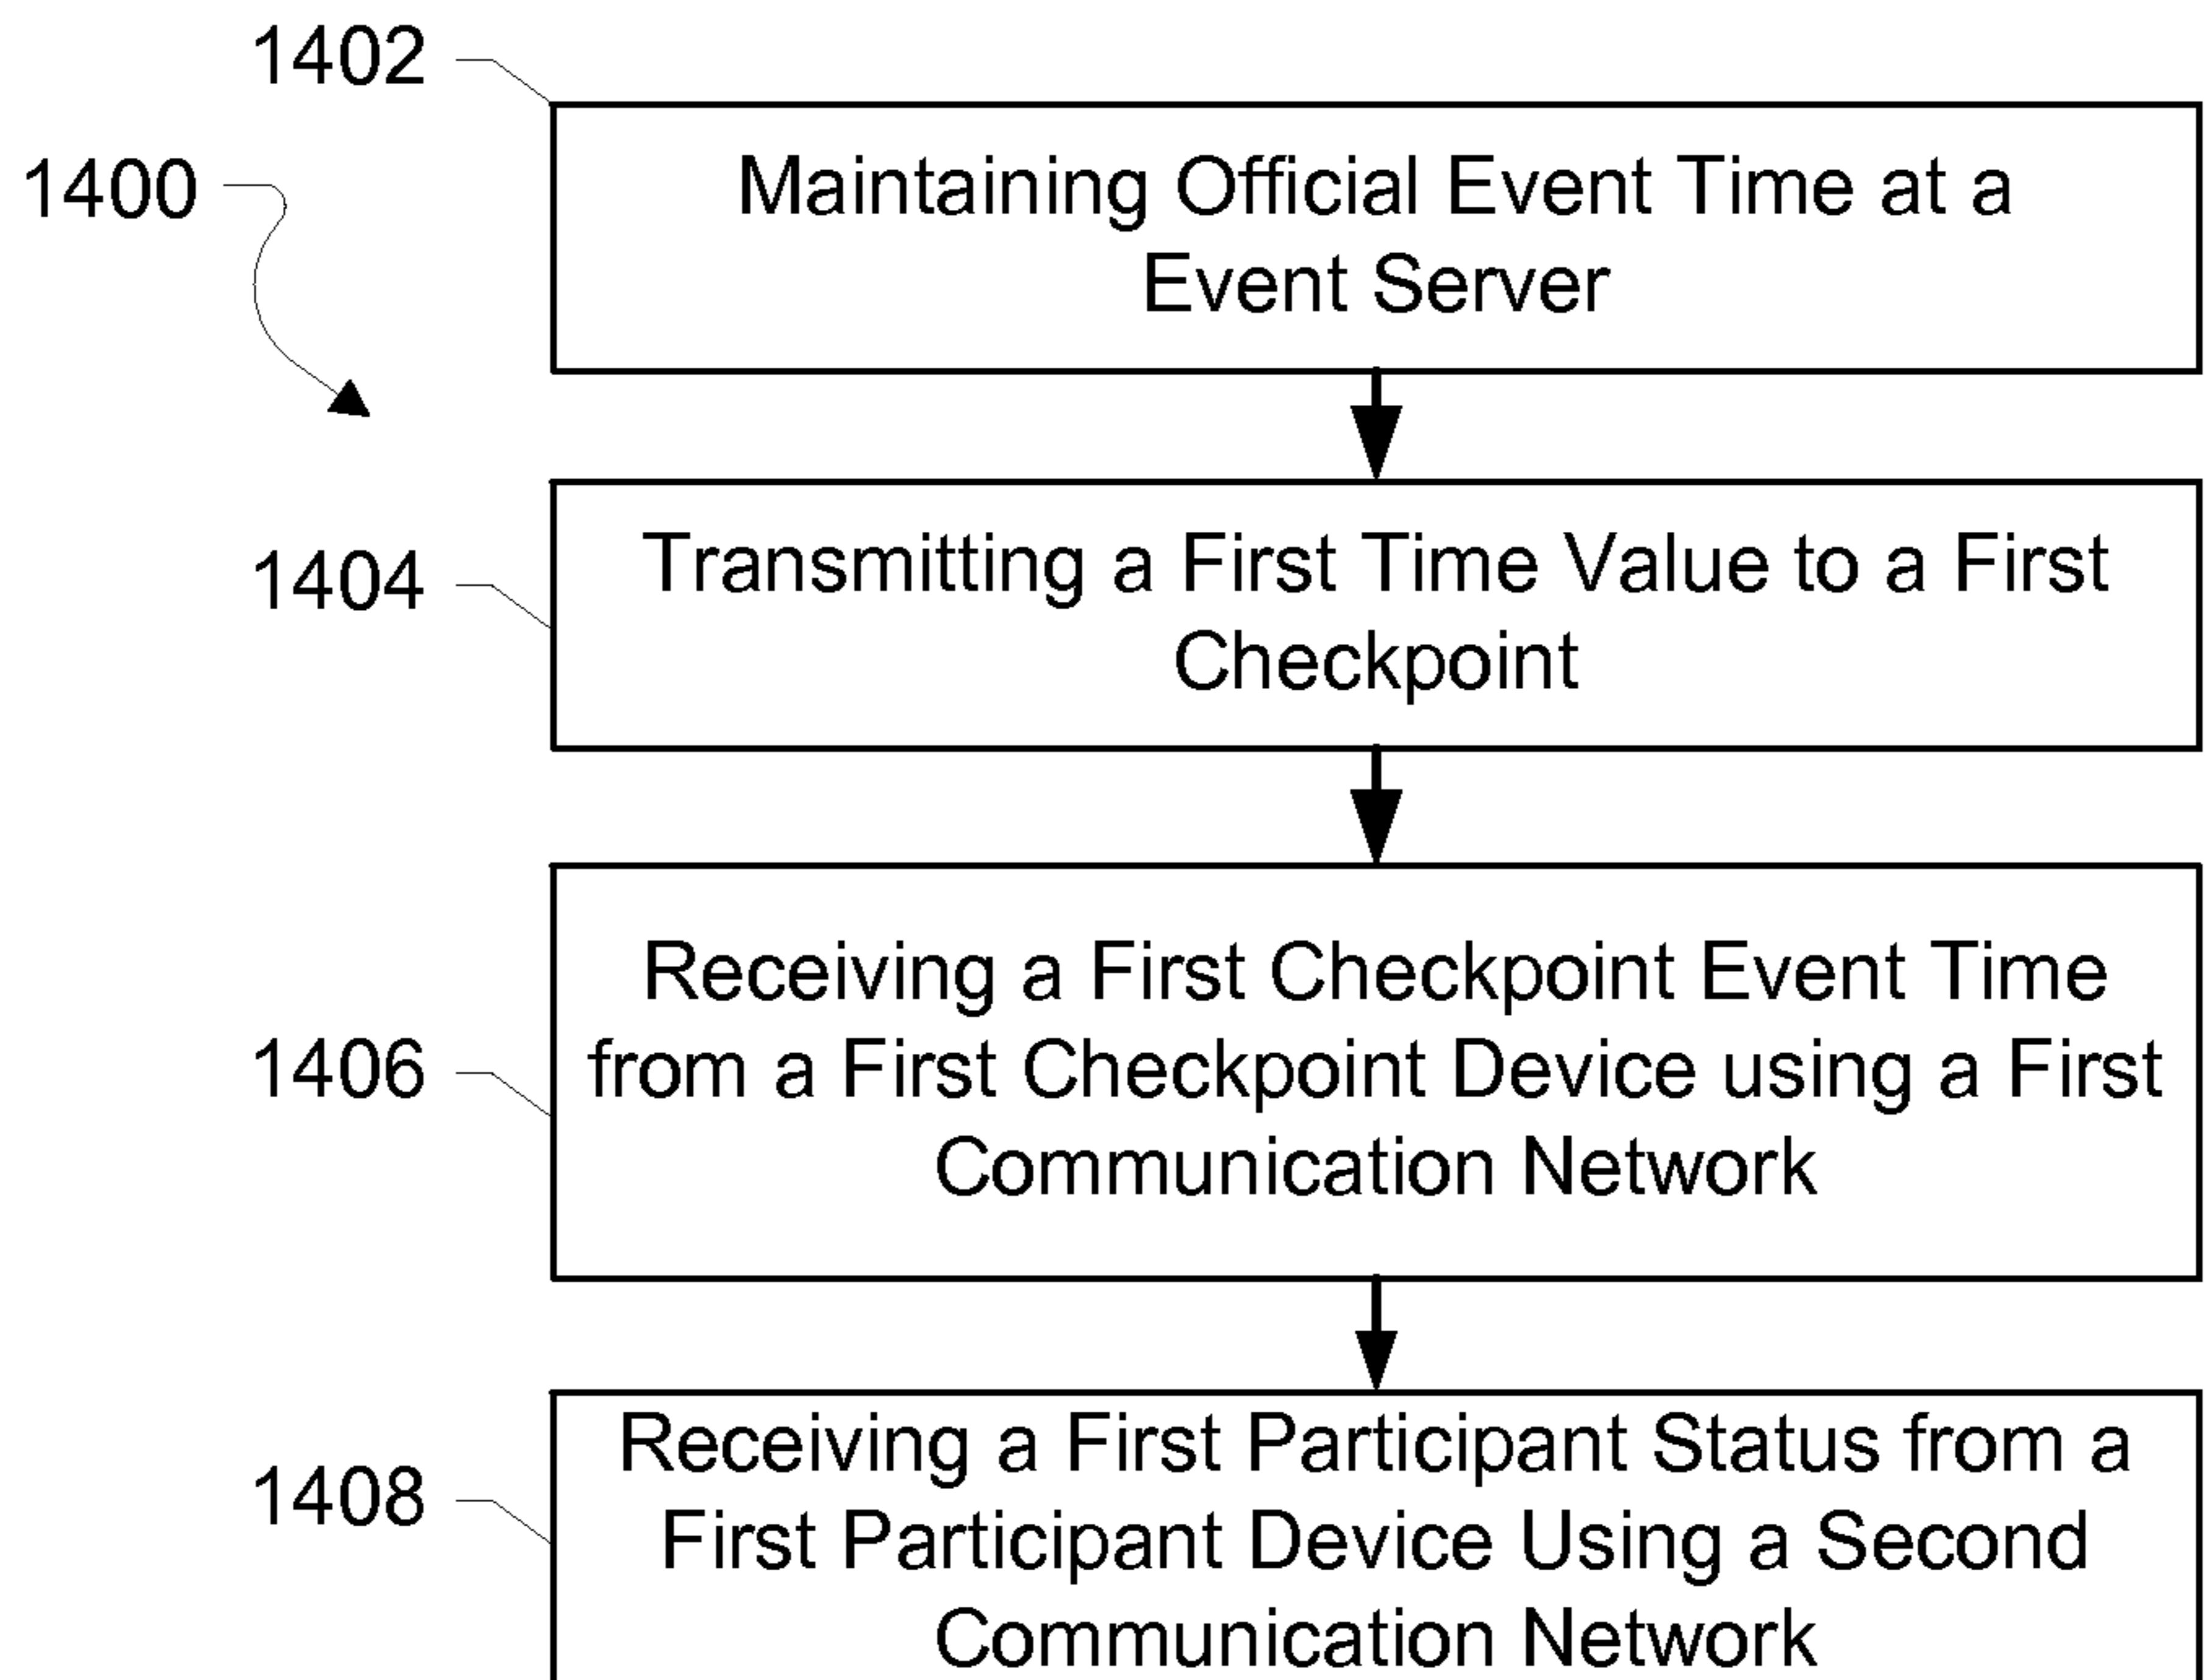 1402
1400
Maintaining Official Event Time at a
Event Server
1404
Transmitting a First Time Value to a First
Checkpoint
1406
Receiving a First Checkpoint Event Time
from a First Checkpoint Device using a First
Communication Network
1408
Receiving a First Participant Status from a
First Participant Device Using a Second
Communication Network